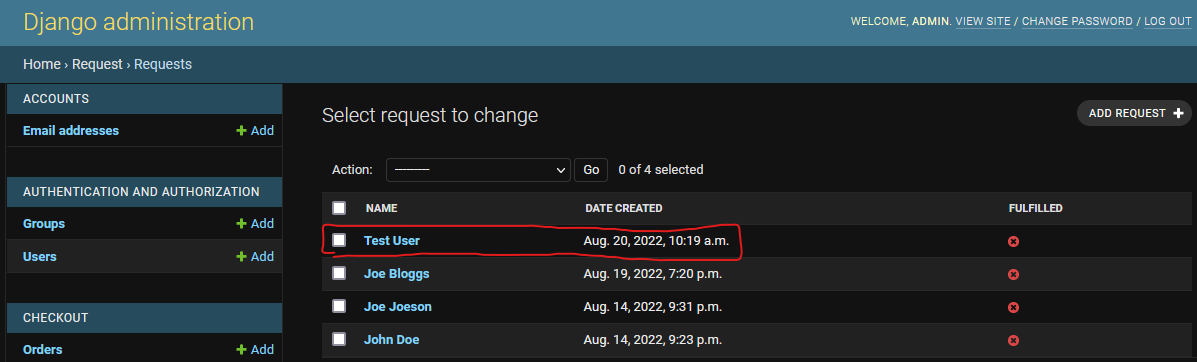 Django administration
WELCOME, ADMIN. VIEW SITE / CHANGE PASSWORD / LOG OUT
Home › Request › Requests
ACCOUNTS
Email addresses + Add
AUTHENTICATION AND AUTHORIZATION
Groups + Add
Users + Add
CHECKOUT
Orders + Add
Select request to change
ADD REQUEST +
Action: --------- Go 0 of 4 selected
NAME DATE CREATED FULFILLED
Test User Aug. 20, 2022, 10:19 a.m.
Joe Bloggs Aug. 19, 2022, 7:20 p.m.
Joe Joeson Aug. 14, 2022, 9:31 p.m.
John Doe Aug. 14, 2022, 9:23 p.m.